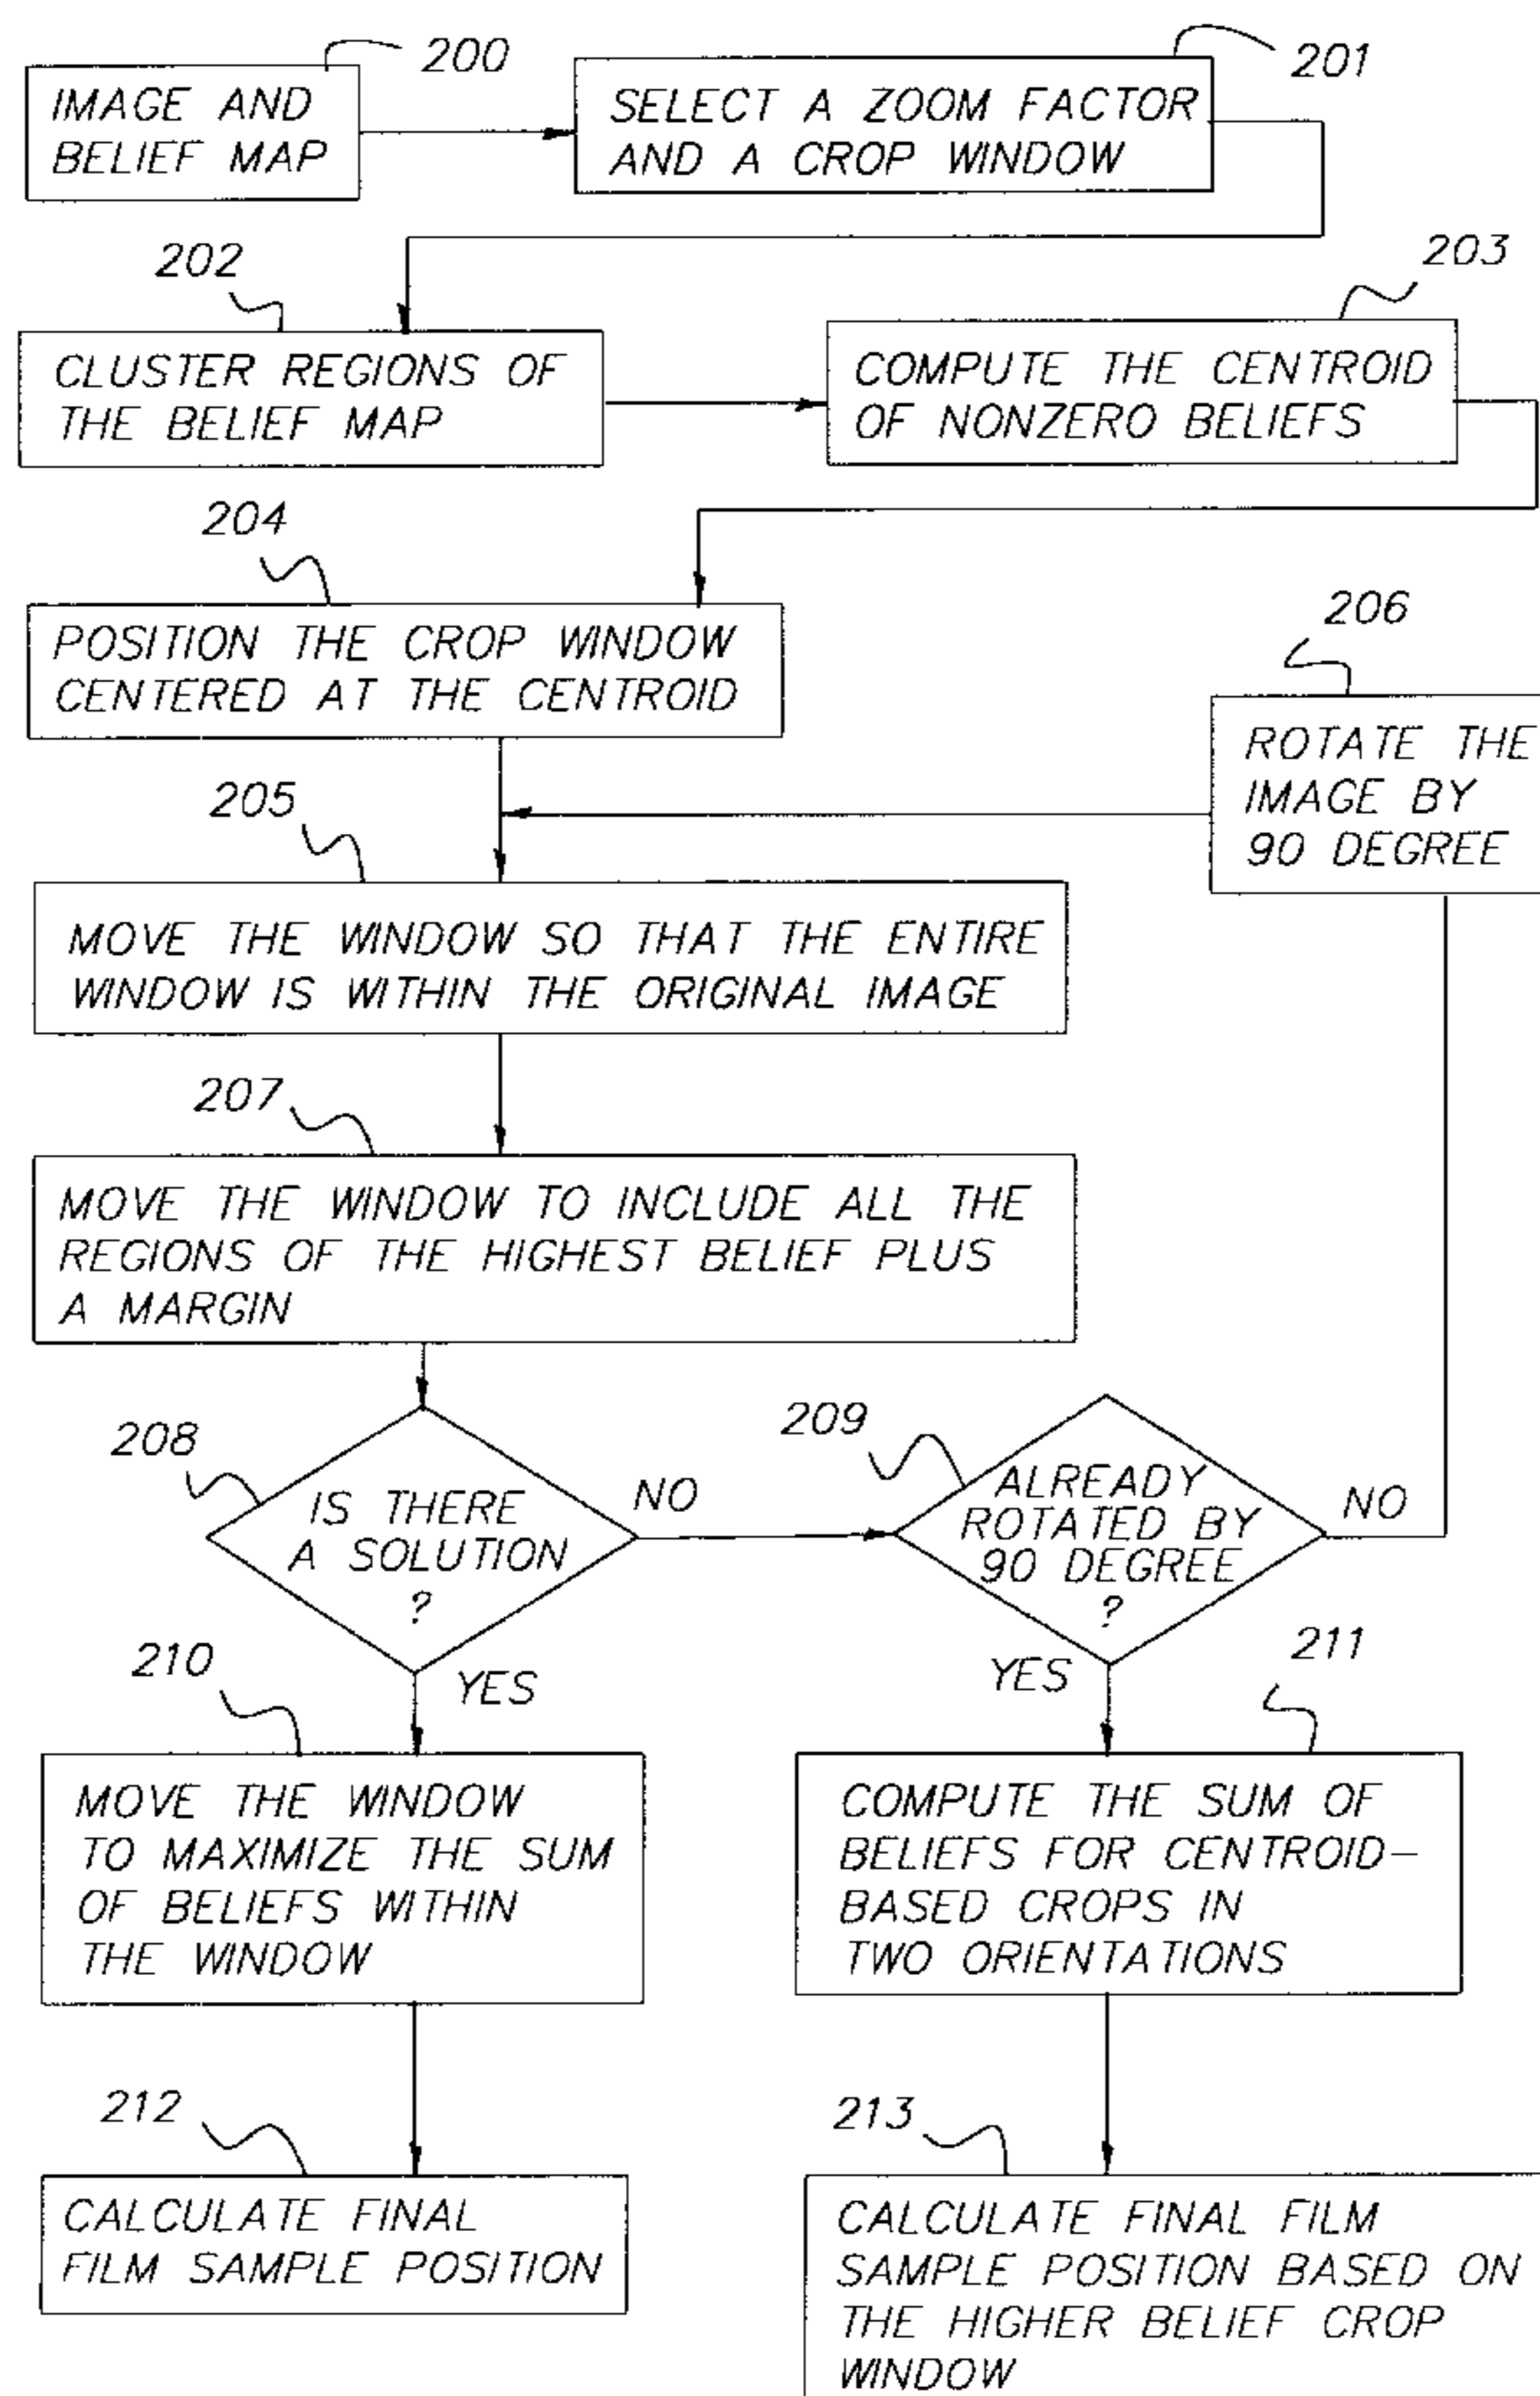 200
IMAGE AND
BELIEF MAP
201
SELECT A ZOOM FACTOR
AND A CROP WINDOW
202
CLUSTER REGIONS OF
THE BELIEF MAP
203
COMPUTE THE CENTROID
OF NONZERO BELIEFS
204
POSITION THE CROP WINDOW
CENTERED AT THE CENTROID
206
ROTATE THE
IMAGE BY
90 DEGREE
205
MOVE THE WINDOW SO THAT THE ENTIRE
WINDOW IS WITHIN THE ORIGINAL IMAGE
207
MOVE THE WINDOW TO INCLUDE ALL THE
REGIONS OF THE HIGHEST BELIEF PLUS
A MARGIN
208
IS THERE
A SOLUTION
?
NO
YES
209
ALREADY
ROTATED BY
90 DEGREE
?
NO
YES
210
MOVE THE WINDOW
TO MAXIMIZE THE SUM
OF BELIEFS WITHIN
THE WINDOW
211
COMPUTE THE SUM OF
BELIEFS FOR CENTROID-
BASED CROPS IN
TWO ORIENTATIONS
212
CALCULATE FINAL
FILM SAMPLE POSITION
213
CALCULATE FINAL FILM
SAMPLE POSITION BASED ON
THE HIGHER BELIEF CROP
WINDOW